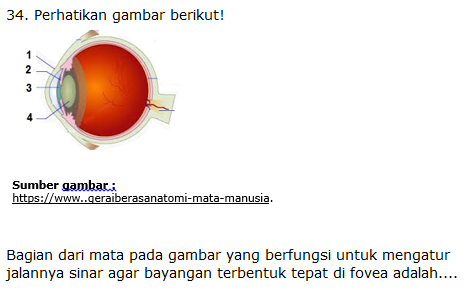 34. Perhatikan gambar berikut!
1
2
3
4
Sumber gambar :
https://www..geraiberasanatomi-mata-manusia.
Bagian dari mata pada gambar yang berfungsi untuk mengatur
jalannya sinar agar bayangan terbentuk tepat di fovea adalah....